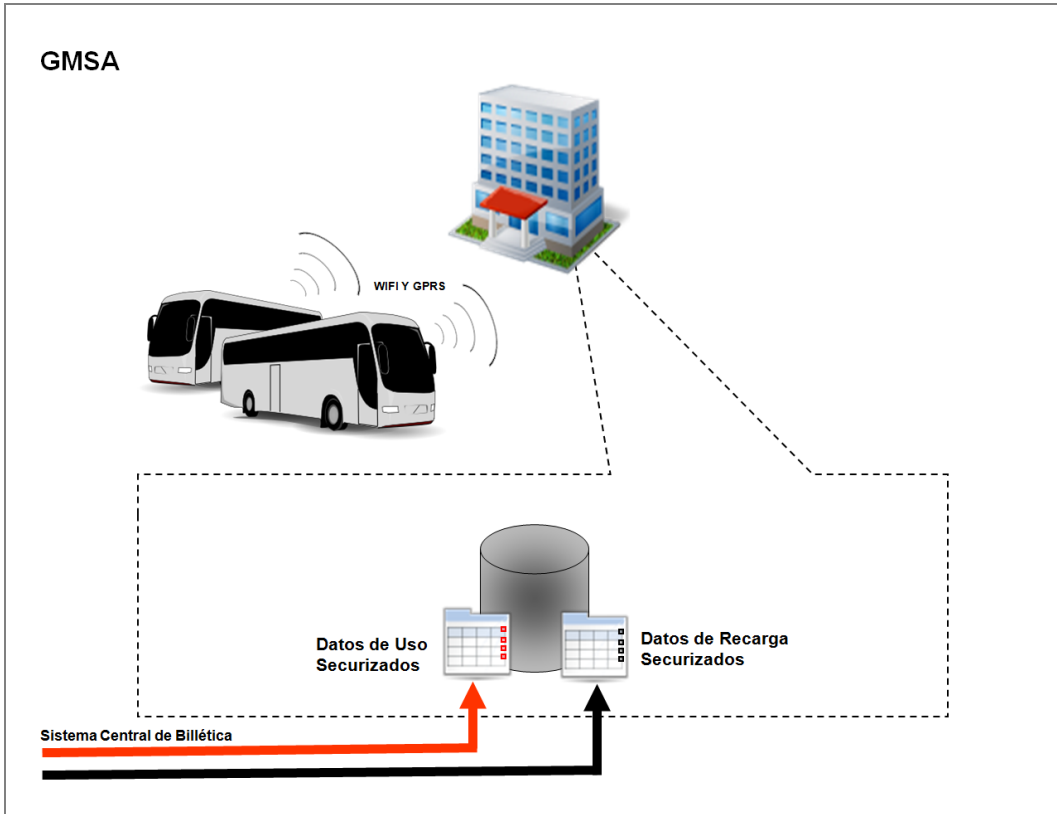 GMSA
WIFI Y GPRS
Datos de Uso
Securizados
Datos de Recarga
Securizados
Sistema Central de Billética